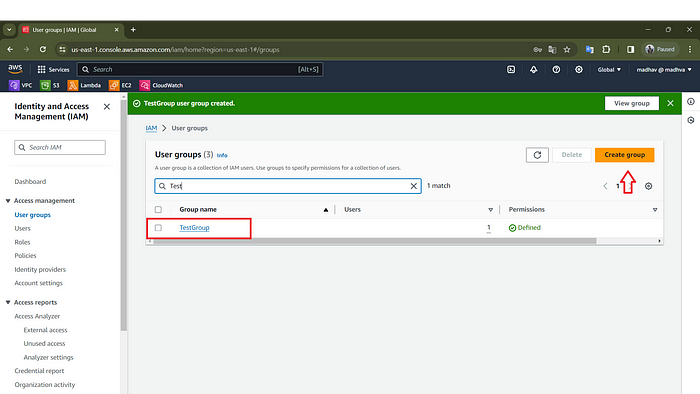 User groups | IAM | Global
us-east-1.console.aws.amazon.com/iam/home?region=us-east-1#/groups
Paused
aws
Services
Search
[Alt+S]
Global
madhav @ madhva
VPC
S3
Lambda
EC2
CloudWatch
Identity and Access Management (IAM)
Search IAM
Dashboard
Access management
User groups
Users
Roles
Policies
Identity providers
Account settings
Access reports
Access Analyzer
External access
Unused access
Analyzer settings
Credential report
Organization activity
TestGroup user group created.
View group
IAM > User groups
User groups (3) Info
A user group is a collection of IAM users. Use groups to specify permissions for a collection of users.
Delete
Create group
Test
1 match
1
Group name
Users
Permissions
TestGroup
1
Defined